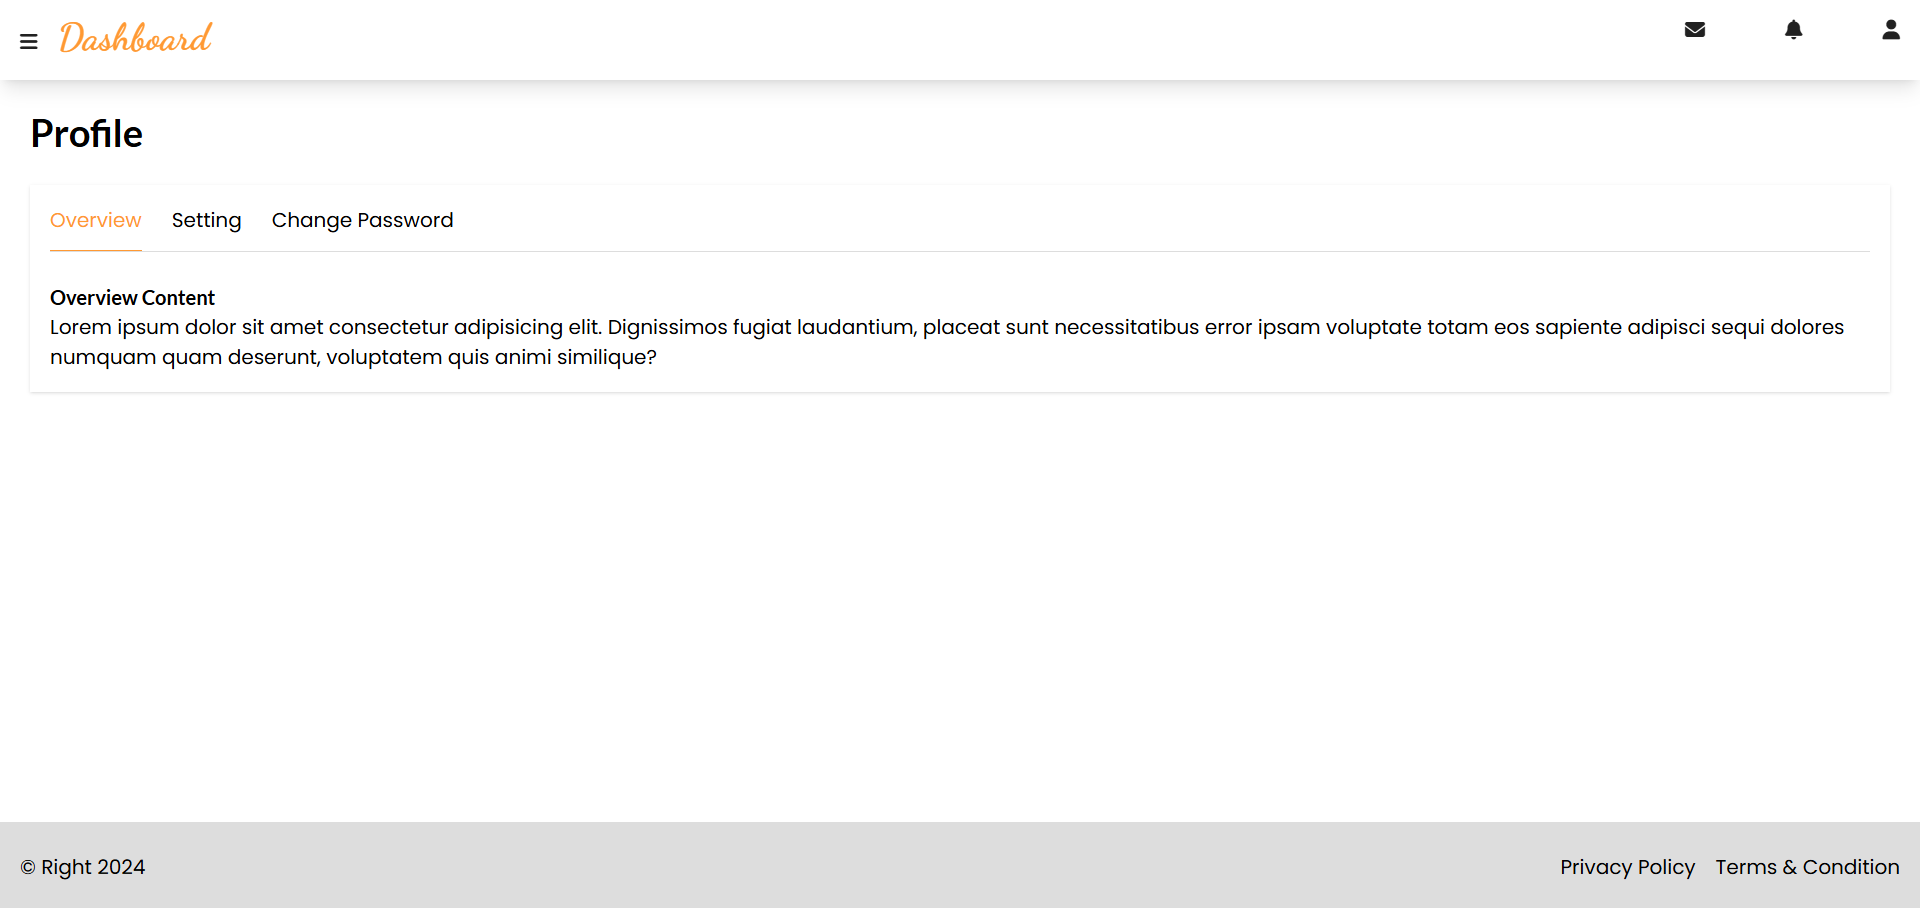 Dashboard
Profile
Overview Setting Change Password
Overview Content
Lorem ipsum dolor sit amet consectetur adipisicing elit. Dignissimos fugiat laudantium, placeat sunt necessitatibus error ipsam voluptate totam eos sapiente adipisci sequi dolores
numquam quam deserunt, voluptatem quis animi similique?
© Right 2024 Privacy Policy Terms & Condition